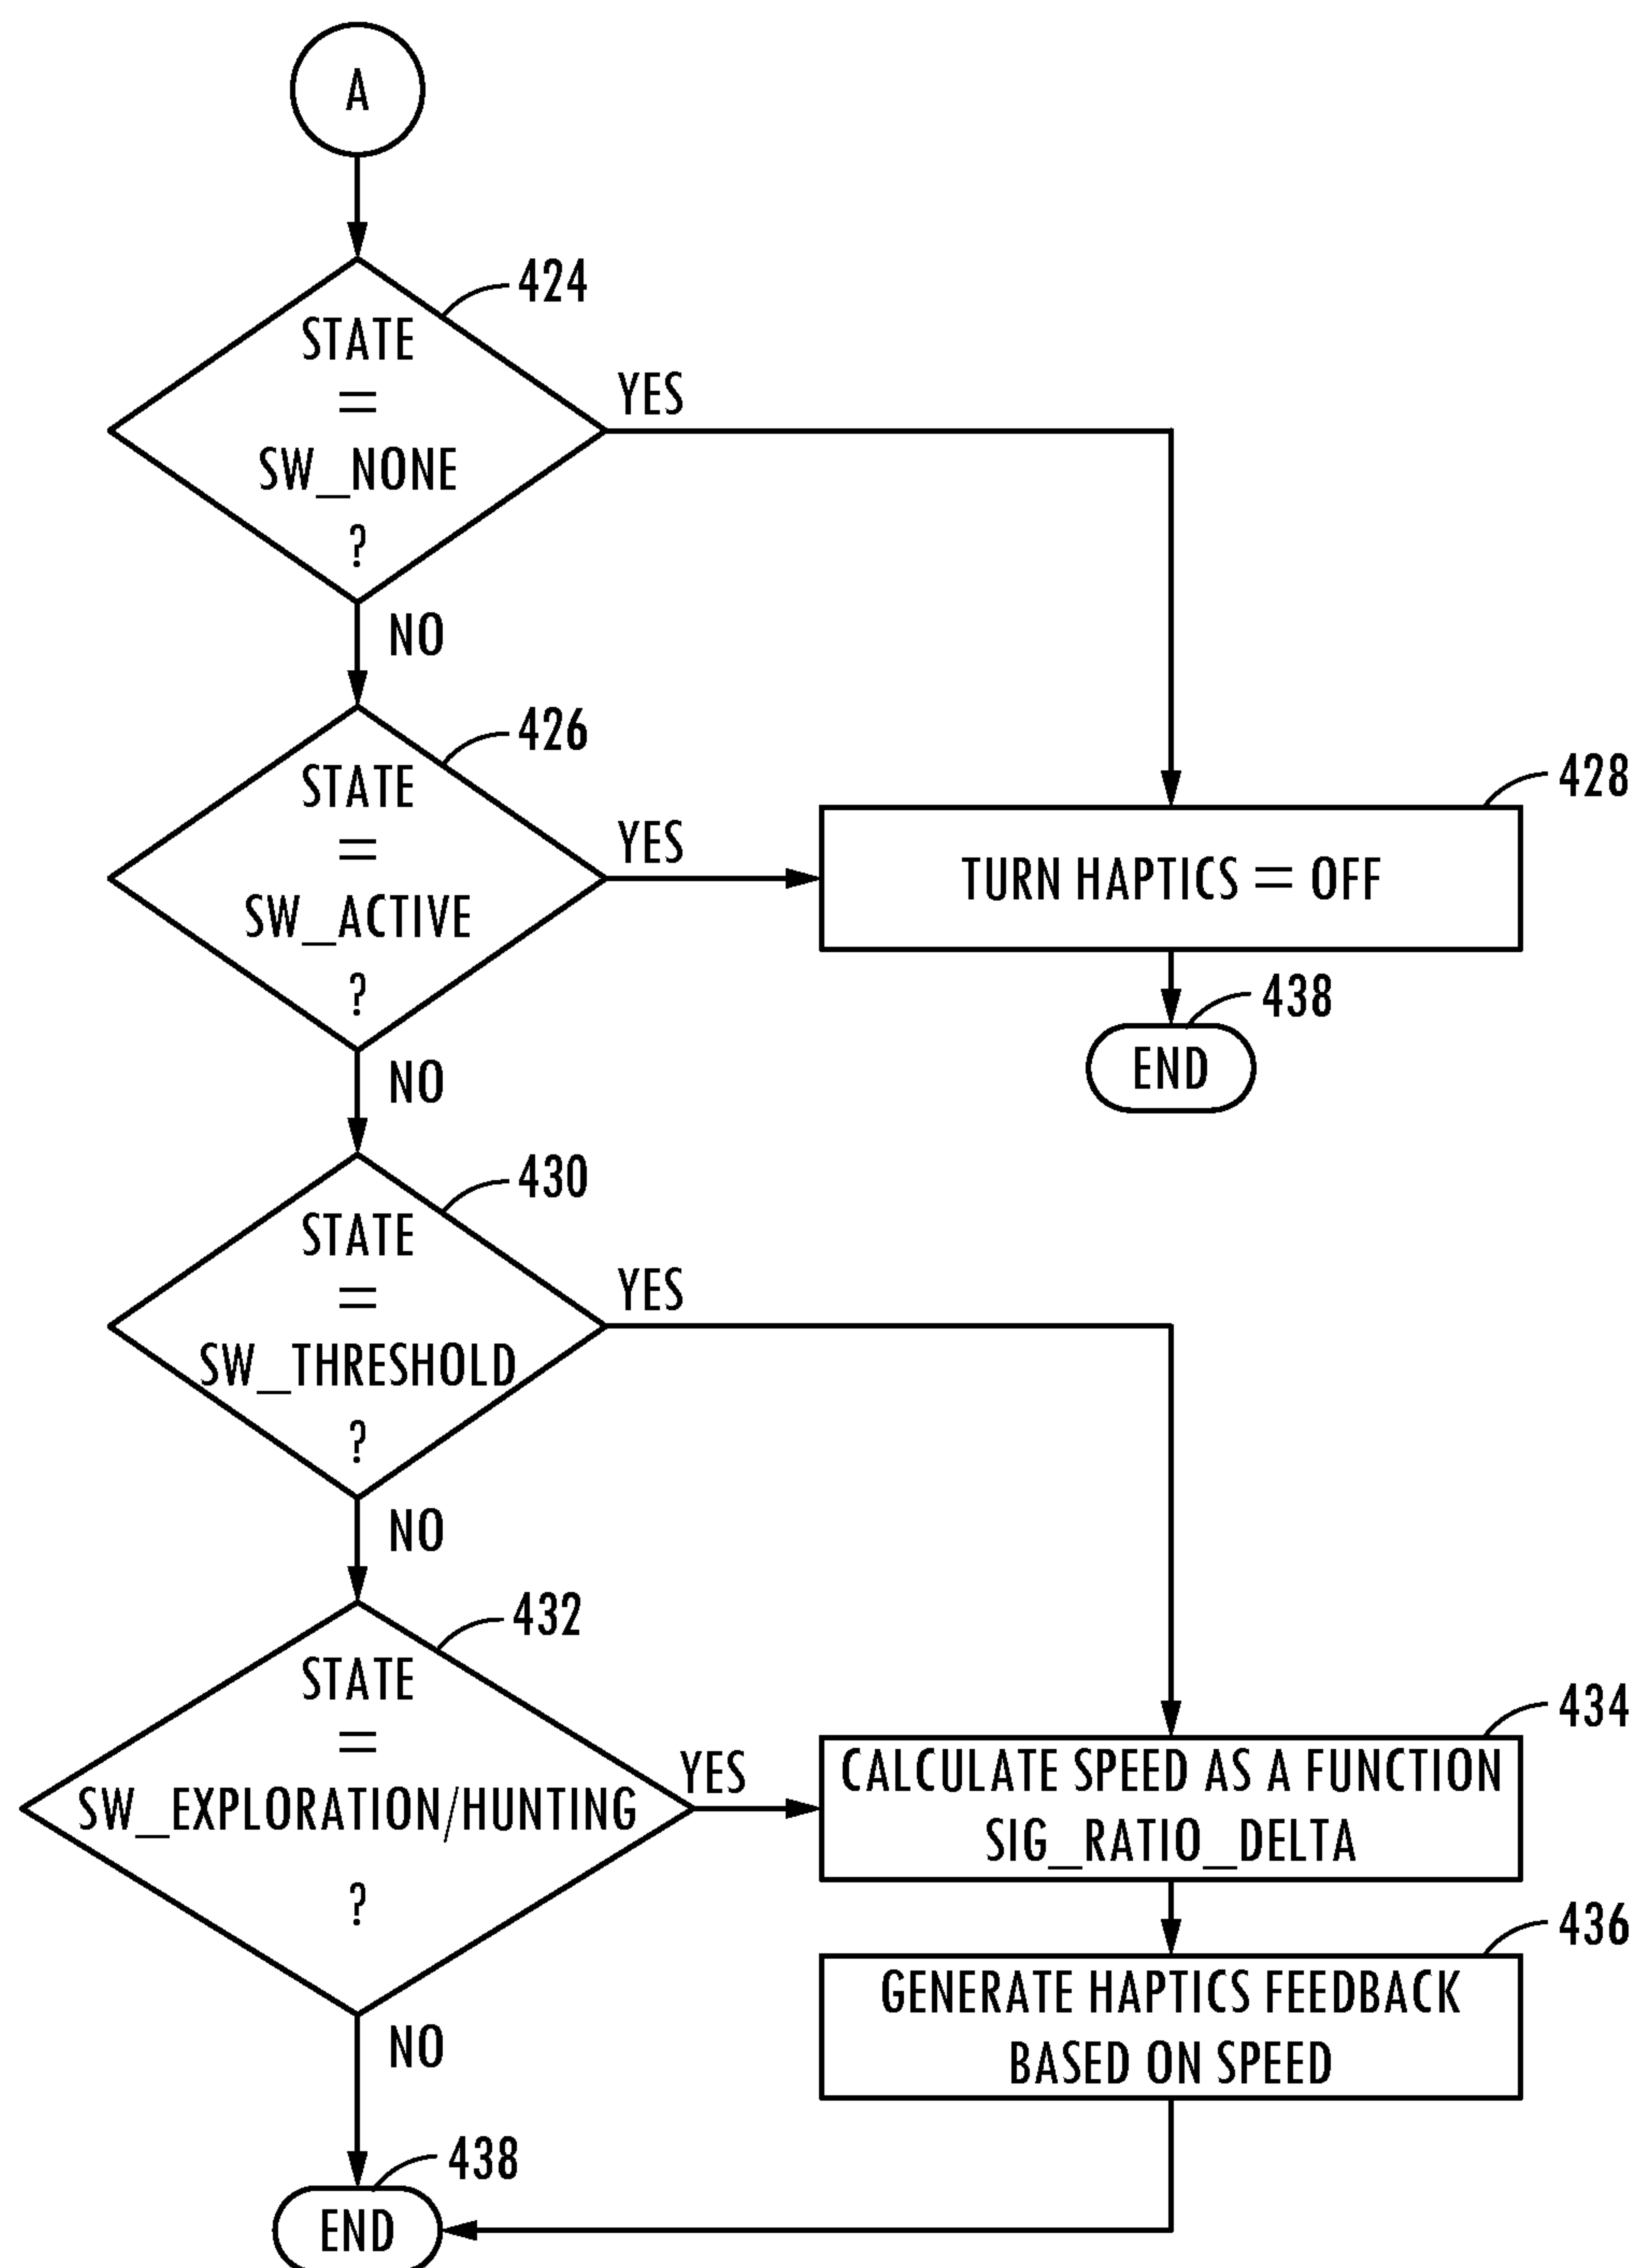 A
424
STATE
=
SW_NONE
?
YES
NO
426
STATE
=
SW_ACTIVE
?
YES
NO
428
TURN HAPTICS = OFF
438
END
430
STATE
=
SW_THRESHOLD
?
YES
NO
432
STATE
=
SW_EXPLORATION/HUNTING
?
YES
NO
434
CALCULATE SPEED AS A FUNCTION
SIG_RATIO_DELTA
436
GENERATE HAPTICS FEEDBACK
BASED ON SPEED
438
END